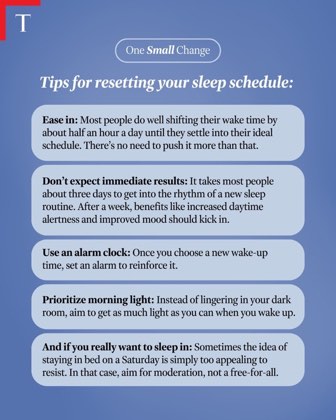 T
One Small Change
Tips for resetting your sleep schedule:
Ease in: Most people do well shifting their wake time by
about half an hour a day until they settle into their ideal
schedule. There's no need to push it more than that.
Don't expect immediate results: It takes most people
about three days to get into the rhythm of a new sleep
routine. After a week, benefits like increased daytime
alertness and improved mood should kick in.
Use an alarm clock: Once you choose a new wake-up
time, set an alarm to reinforce it.
Prioritize morning light: Instead of lingering in your dark
room, aim to get as much light as you can when you wake up.
And if you really want to sleep in: Sometimes the idea of
staying in bed on a Saturday is simply too appealing to
resist. In that case, aim for moderation, not a free-for-all.